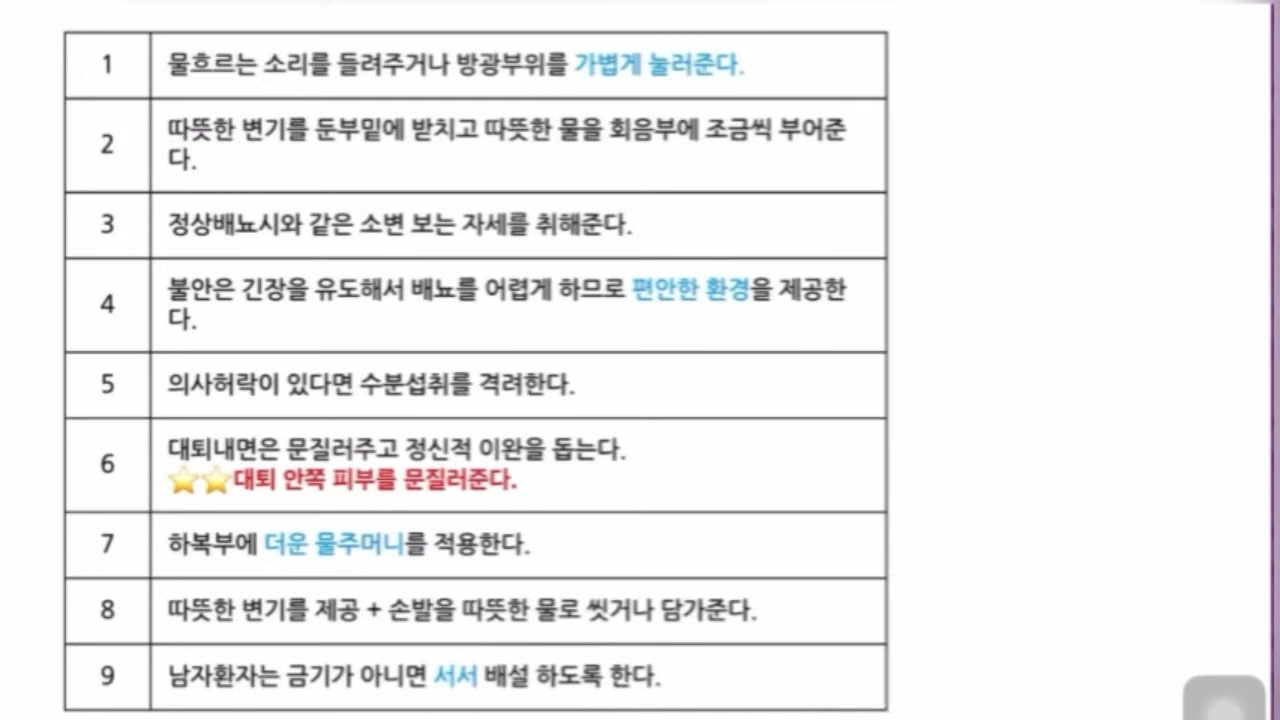 1
물흐르는 소리를 들려주거나 방광부위를 가볍게 눌러준다.
2
따뜻한 변기를 둔부밑에 받치고 따뜻한 물을 회음부에 조금씩 부어준
다.
3
정상배뇨시와 같은 소변 보는 자세를 취해준다.
4
불안은 긴장을 유도해서 배뇨를 어렵게 하므로 편안한 환경을 제공한
다.
5
의사허락이 있다면 수분섭취를 격려한다.
6
대퇴내면은 문질러주고 정신적 이완을 돕는다.
⭐⭐대퇴 안쪽 피부를 문질러준다.
7
하복부에 더운 물주머니를 적용한다.
8
따뜻한 변기를 제공 + 손발을 따뜻한 물로 씻거나 담가준다.
9
남자환자는 금기가 아니면 서서 배설 하도록 한다.